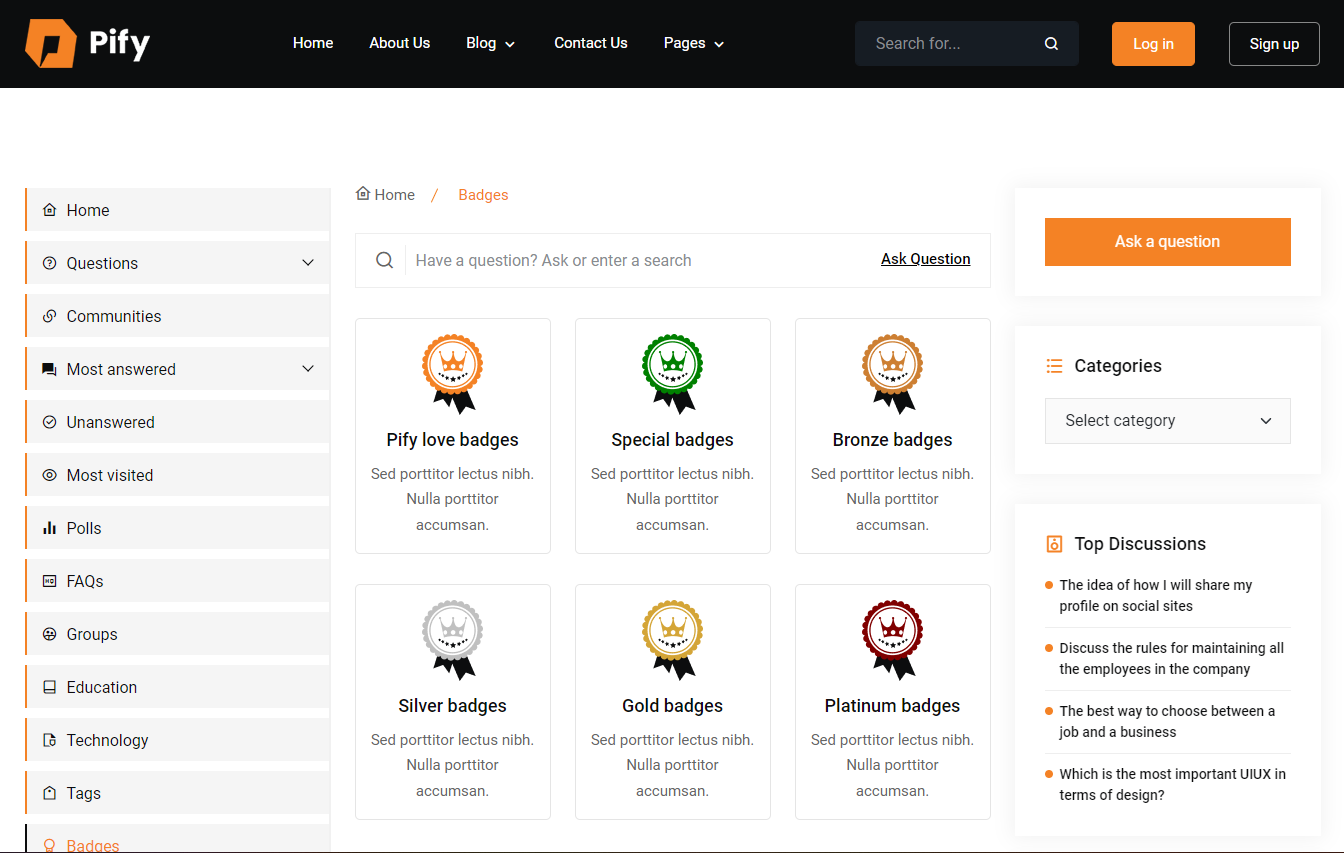 Pify
Home
About Us
Blog
Contact Us
Pages
Search for...
Log in
Sign up
Home
Questions
Communities
Most answered
Unanswered
Most visited
Polls
FAQs
Groups
Education
Technology
Tags
Badges
Home / Badges
Have a question? Ask or enter a search
Ask Question
Pify love badges
Sed porttitor lectus nibh.
Nulla porttitor
accumsan.
Special badges
Sed porttitor lectus nibh.
Nulla porttitor
accumsan.
Bronze badges
Sed porttitor lectus nibh.
Nulla porttitor
accumsan.
Silver badges
Sed porttitor lectus nibh.
Nulla porttitor
accumsan.
Gold badges
Sed porttitor lectus nibh.
Nulla porttitor
accumsan.
Platinum badges
Sed porttitor lectus nibh.
Nulla porttitor
accumsan.
Ask a question
Categories
Select category
Top Discussions
The idea of how I will share my
profile on social sites
Discuss the rules for maintaining all
the employees in the company
The best way to choose between a
job and a business
Which is the most important UIUX in
terms of design?